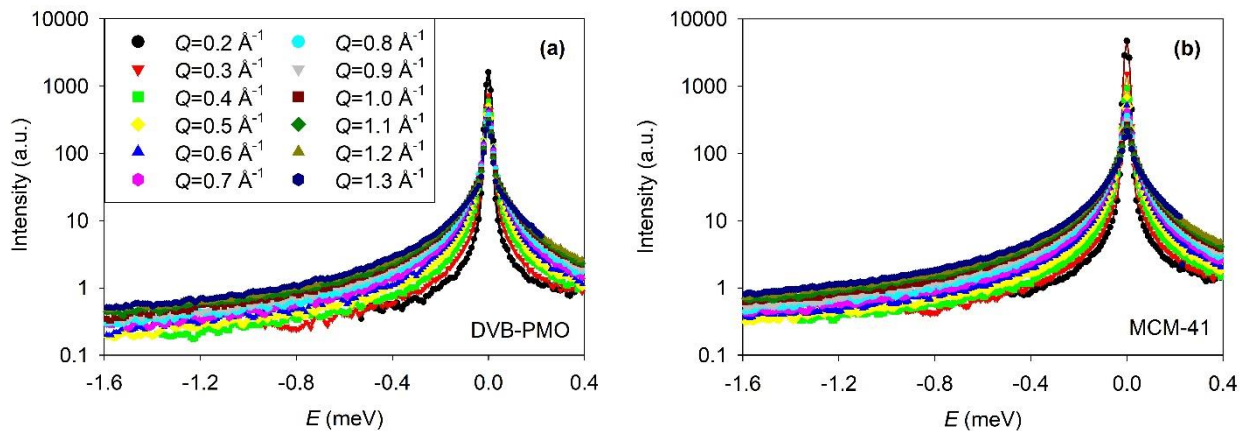 (a)
Q=0.2 Å⁻¹ Q=0.8 Å⁻¹
Q=0.3 Å⁻¹ Q=0.9 Å⁻¹
Q=0.4 Å⁻¹ Q=1.0 Å⁻¹
Q=0.5 Å⁻¹ Q=1.1 Å⁻¹
Q=0.6 Å⁻¹ Q=1.2 Å⁻¹
Q=0.7 Å⁻¹ Q=1.3 Å⁻¹
Intensity (a.u.)
10000
1000
100
10
1
0.1
DVB-PMO
-1.6 -1.2 -0.8 -0.4 0.0 0.4
E (meV)
(b)
Intensity (a.u.)
10000
1000
100
10
1
0.1
MCM-41
-1.6 -1.2 -0.8 -0.4 0.0 0.4
E (meV)